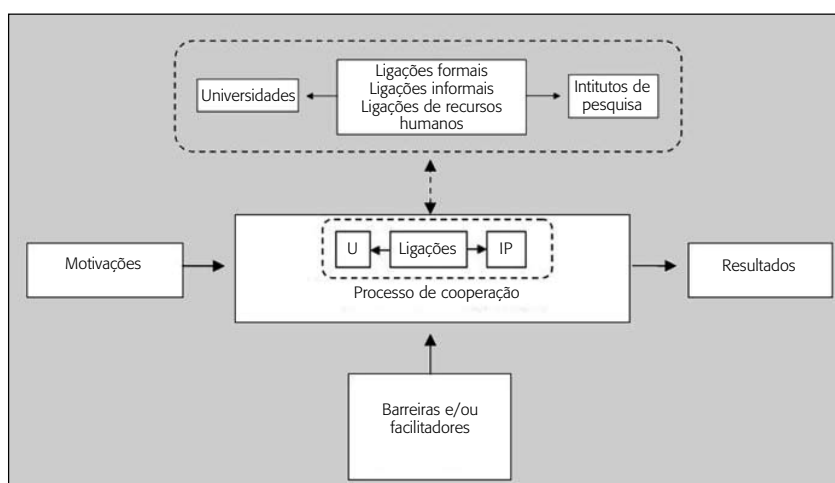 Universidades
Ligações formais
Ligações informais
Ligações de recursos
humanos
Intitutos de
pesquisa
Motivações
U
Ligações
IP
Processo de cooperação
Resultados
Barreiras e/ou
facilitadores